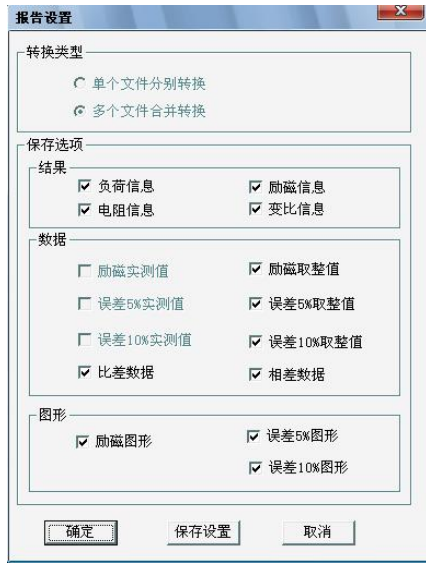 报告设置
转换类型
单个文件分别转换
多个文件合并转换
保存选项
结果
负荷信息 励磁信息
电阻信息 变比信息
数据
励磁实测值 励磁取整值
误差5%实测值 误差5%取整值
误差10%实测值 误差10%取整值
比差数据 相差数据
图形
励磁图形 误差5%图形
误差10%图形
确定 保存设置 取消